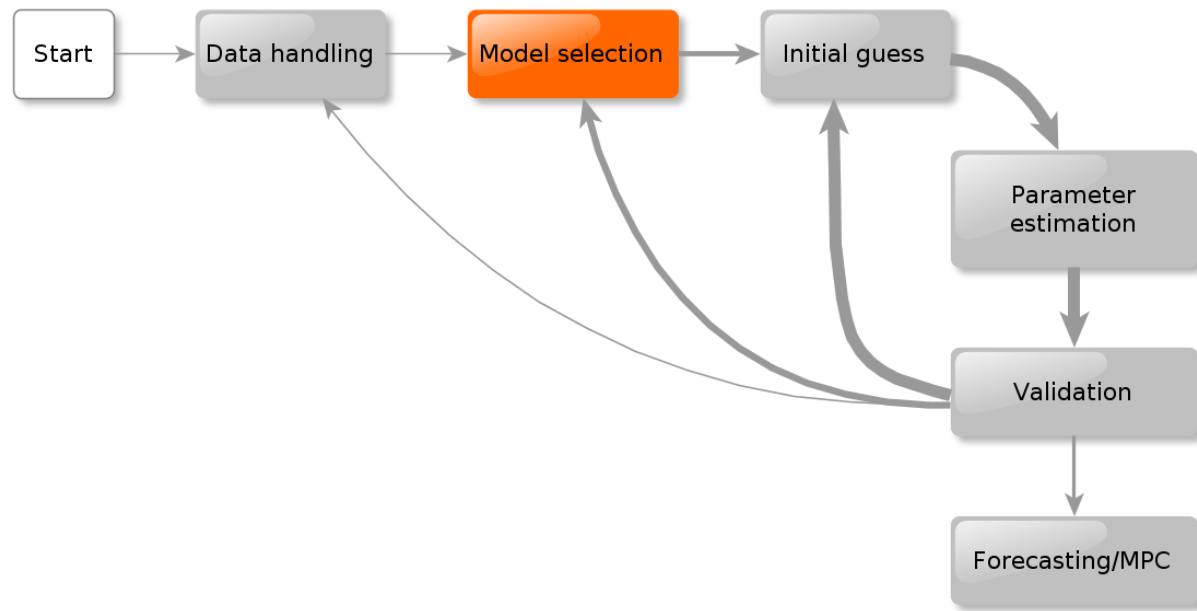 Start
Data handling
Model selection
Initial guess
Parameter
estimation
Validation
Forecasting/MPC